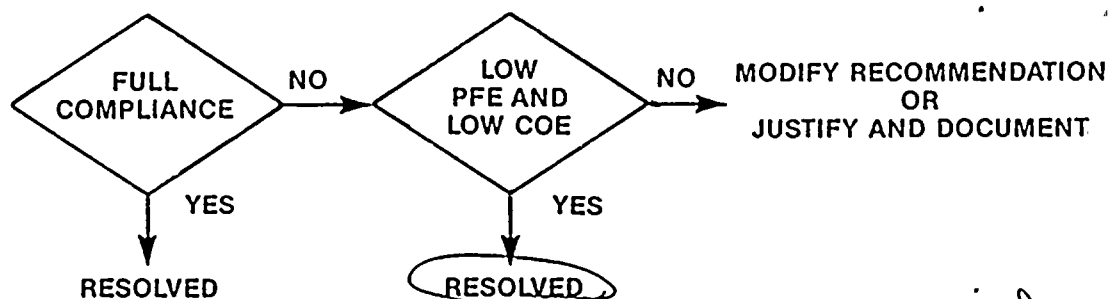 FULL
COMPLIANCE
NO
LOW
PFE AND
LOW COE
NO
MODIFY RECOMMENDATION
OR
JUSTIFY AND DOCUMENT
YES
YES
RESOLVED
RESOLVED